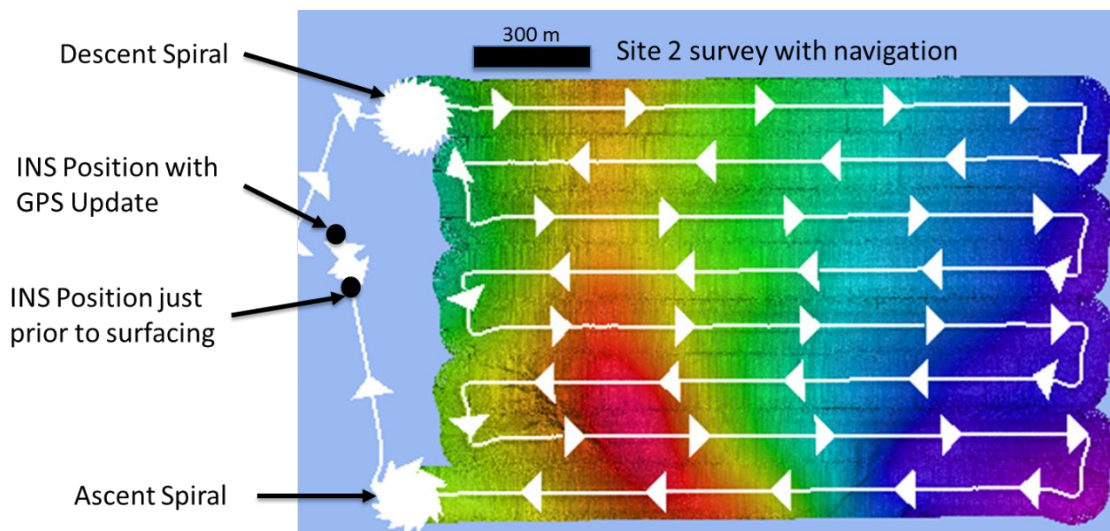 300 m
Descent Spiral
Site 2 survey with navigation
INS Position with
GPS Update
INS Position just
prior to surfacing
Ascent Spiral